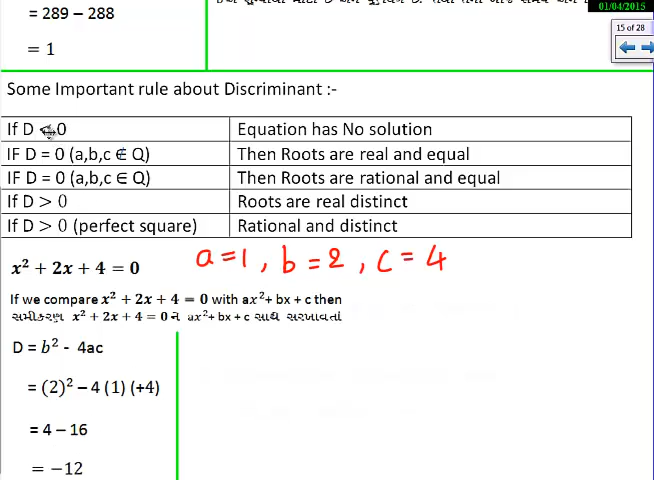 = 289 – 288
01/04/2015
15 of 28
= 1
Some Important rule about Discriminant :-
If D < 0 Equation has No solution
IF D = 0 (a,b,c ∉ Q) Then Roots are real and equal
IF D = 0 (a,b,c ∈ Q) Then Roots are rational and equal
If D > 0 Roots are real distinct
If D > 0 (perfect square) Rational and distinct
x² + 2x + 4 = 0 a = 1 , b = 2 , c = 4
If we compare x² + 2x + 4 = 0 with ax²+ bx + c then
સમીકરણ x² + 2x + 4 = 0 ને ax²+ bx + c સાથે સરખાવતાં
D = b² - 4ac
= (2)² – 4 (1) (+4)
= 4 – 16
= −12